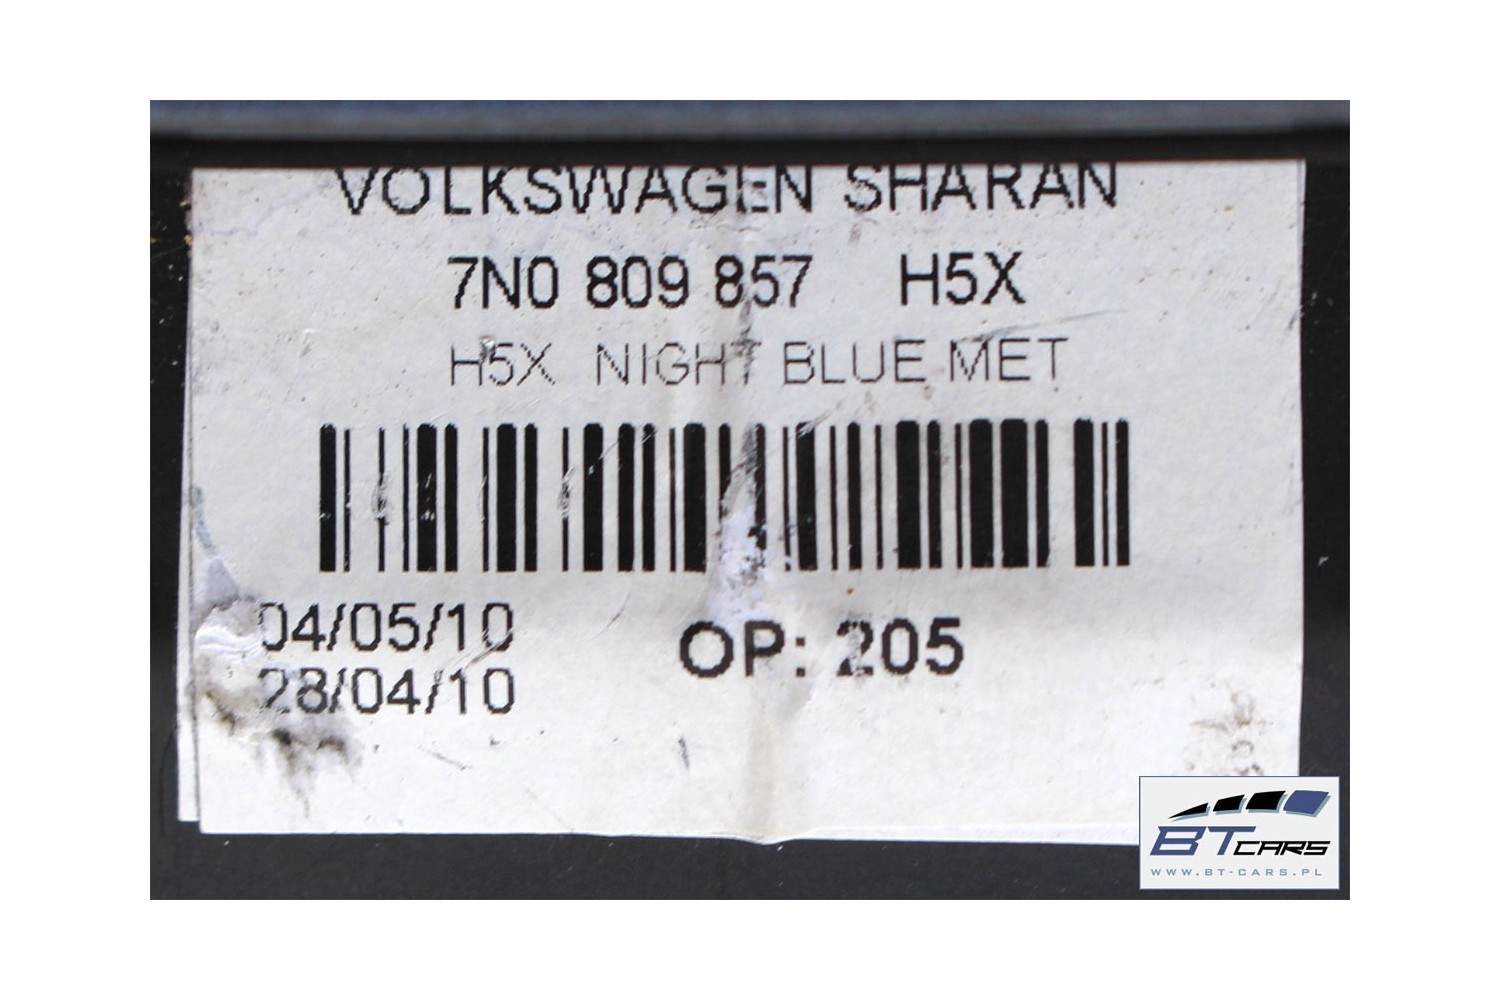 VOLKSWAGEN SHARAN
7N0 809 857 H5X
H5X NIGHT BLUE MET
04/05/10
OP: 205
28/04/10
BTCARS
WWW.BT-CARS.PL